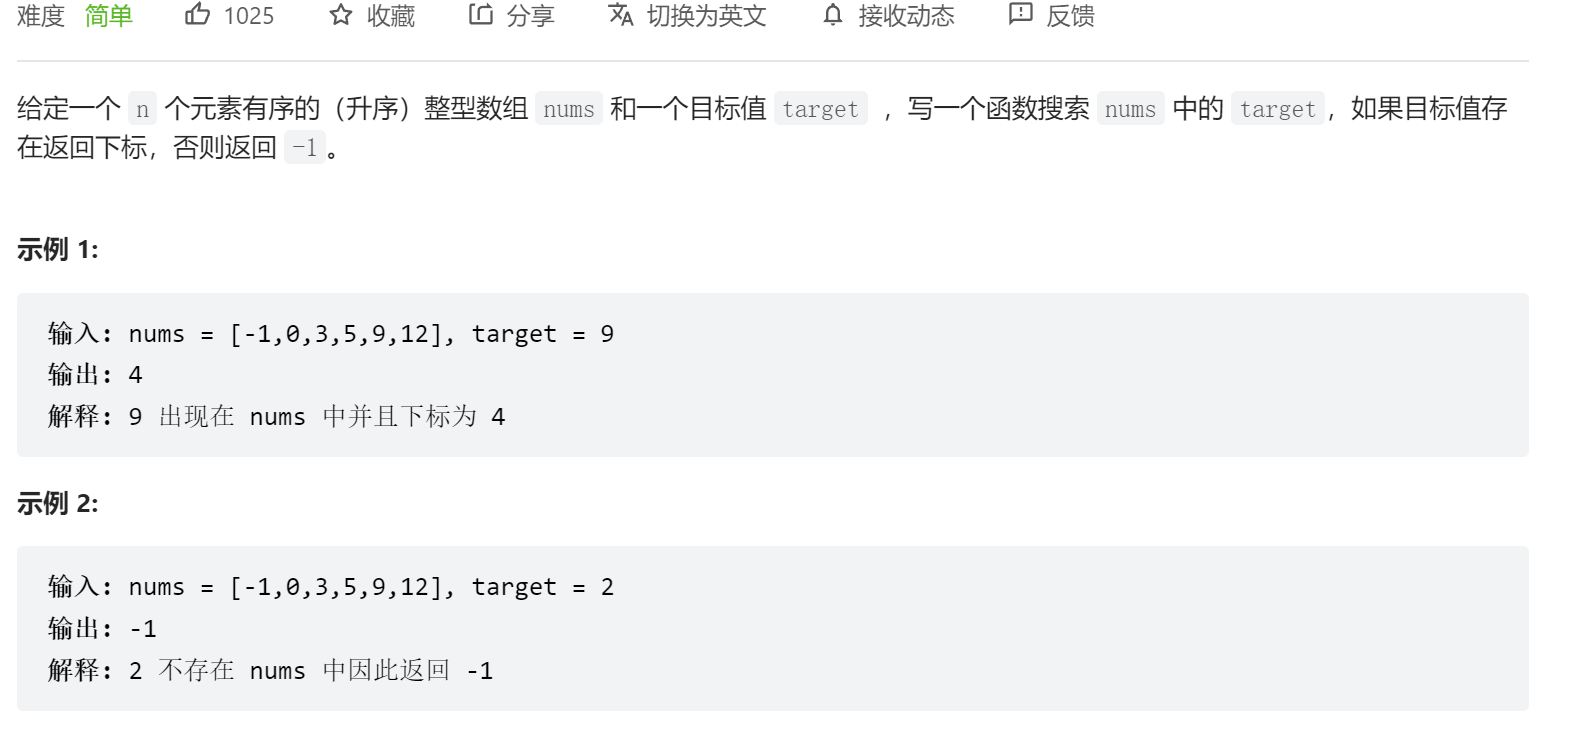 难度 简单 1025 收藏 分享 切换为英文 接收动态 反馈
给定一个 n 个元素有序的（升序）整型数组 nums 和一个目标值 target ，写一个函数搜索 nums 中的 target，如果目标值存
在返回下标，否则返回 -1。
示例 1:
输入: nums = [-1,0,3,5,9,12], target = 9
输出: 4
解释: 9 出现在 nums 中并且下标为 4
示例 2:
输入: nums = [-1,0,3,5,9,12], target = 2
输出: -1
解释: 2 不存在 nums 中因此返回 -1